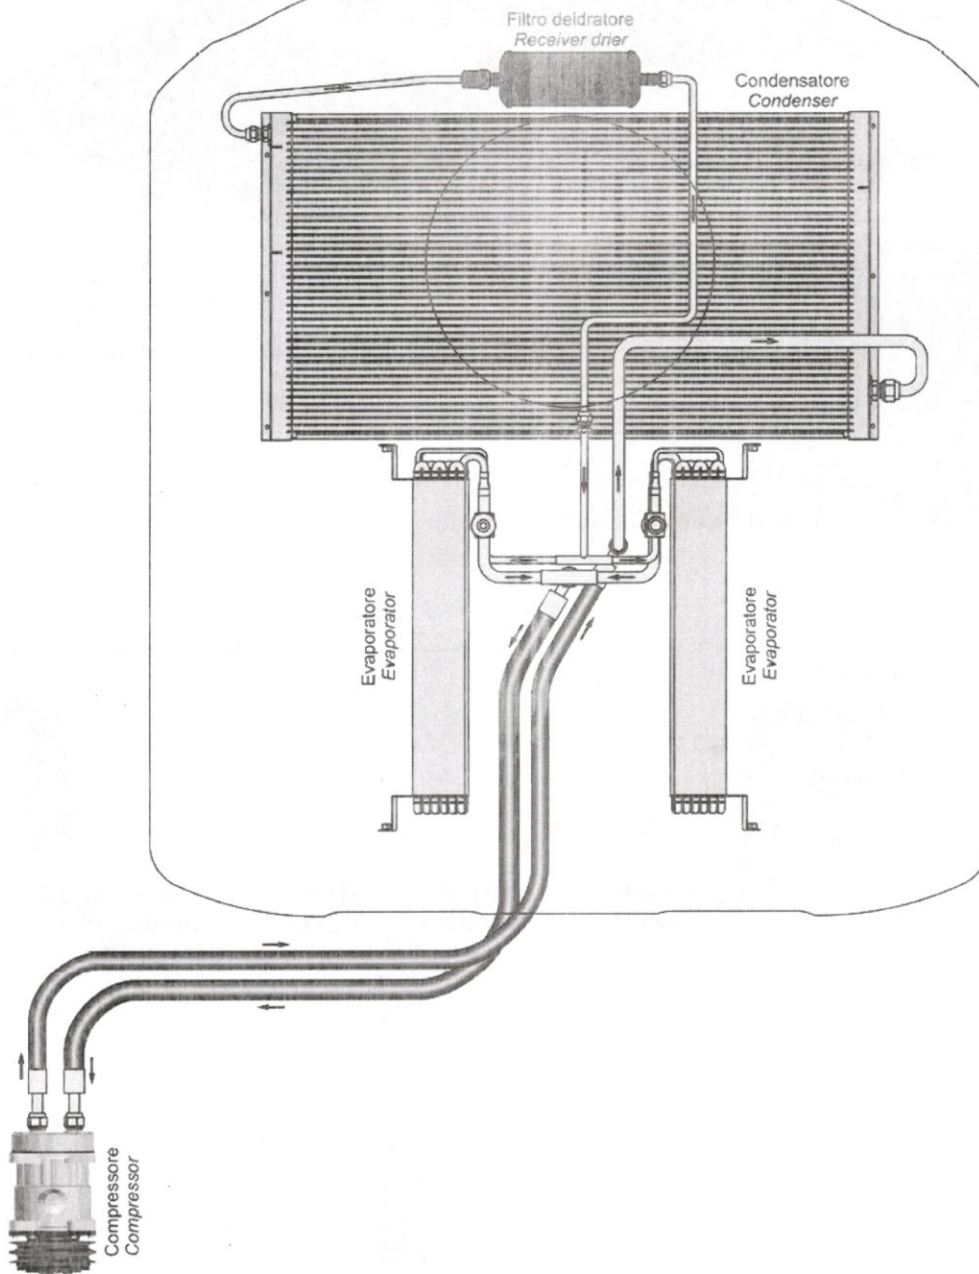 Filtro deidratore
Receiver drier
Condensatore
Condenser
Evaporatore
Evaporator
Evaporatore
Evaporator
Compressore
Compressor